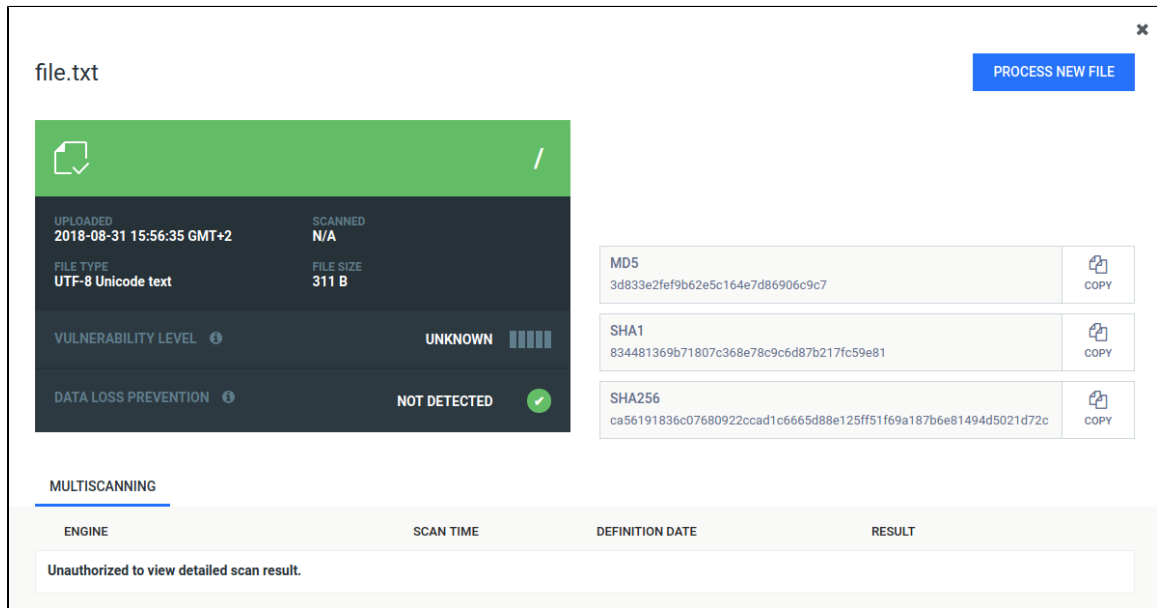 file.txt
PROCESS NEW FILE
/
UPLOADED
2018-08-31 15:56:35 GMT+2
SCANNED
N/A
FILE TYPE
UTF-8 Unicode text
FILE SIZE
311 B
VULNERABILITY LEVEL
UNKNOWN
DATA LOSS PREVENTION
NOT DETECTED
MD5
3d833e2fef9b62e5c164e7d86906c9c7
COPY
SHA1
834481369b71807c368e78c9c6d87b217fc59e81
COPY
SHA256
ca56191836c07680922ccad1c6665d88e125ff51f69a187b6e81494d5021d72c
COPY
MULTISCANNING
ENGINE SCAN TIME DEFINITION DATE RESULT
Unauthorized to view detailed scan result.